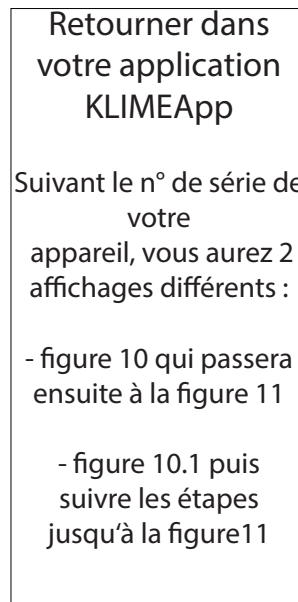 Retourner dans
votre application
KLIMEApp
Suivant le n° de série de
votre
appareil, vous aurez 2
affichages différents :
- figure 10 qui passera
ensuite à la figure 11
- figure 10.1 puis
suivre les étapes
jusqu‘à la figure11